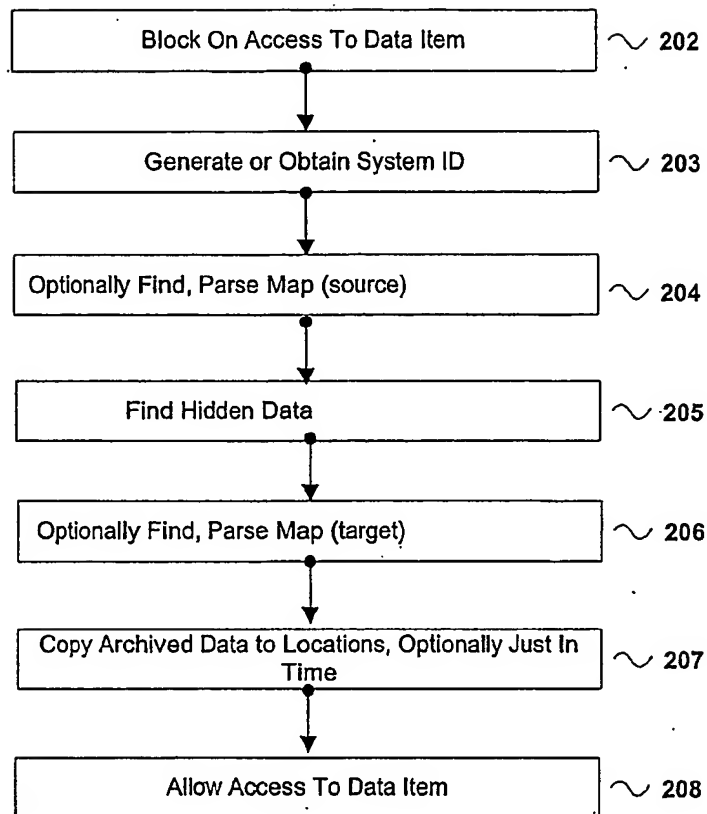 Block On Access To Data Item 202
Generate or Obtain System ID 203
Optionally Find, Parse Map (source) 204
Find Hidden Data 205
Optionally Find, Parse Map (target) 206
Copy Archived Data to Locations, Optionally Just In
Time 207
Allow Access To Data Item 208